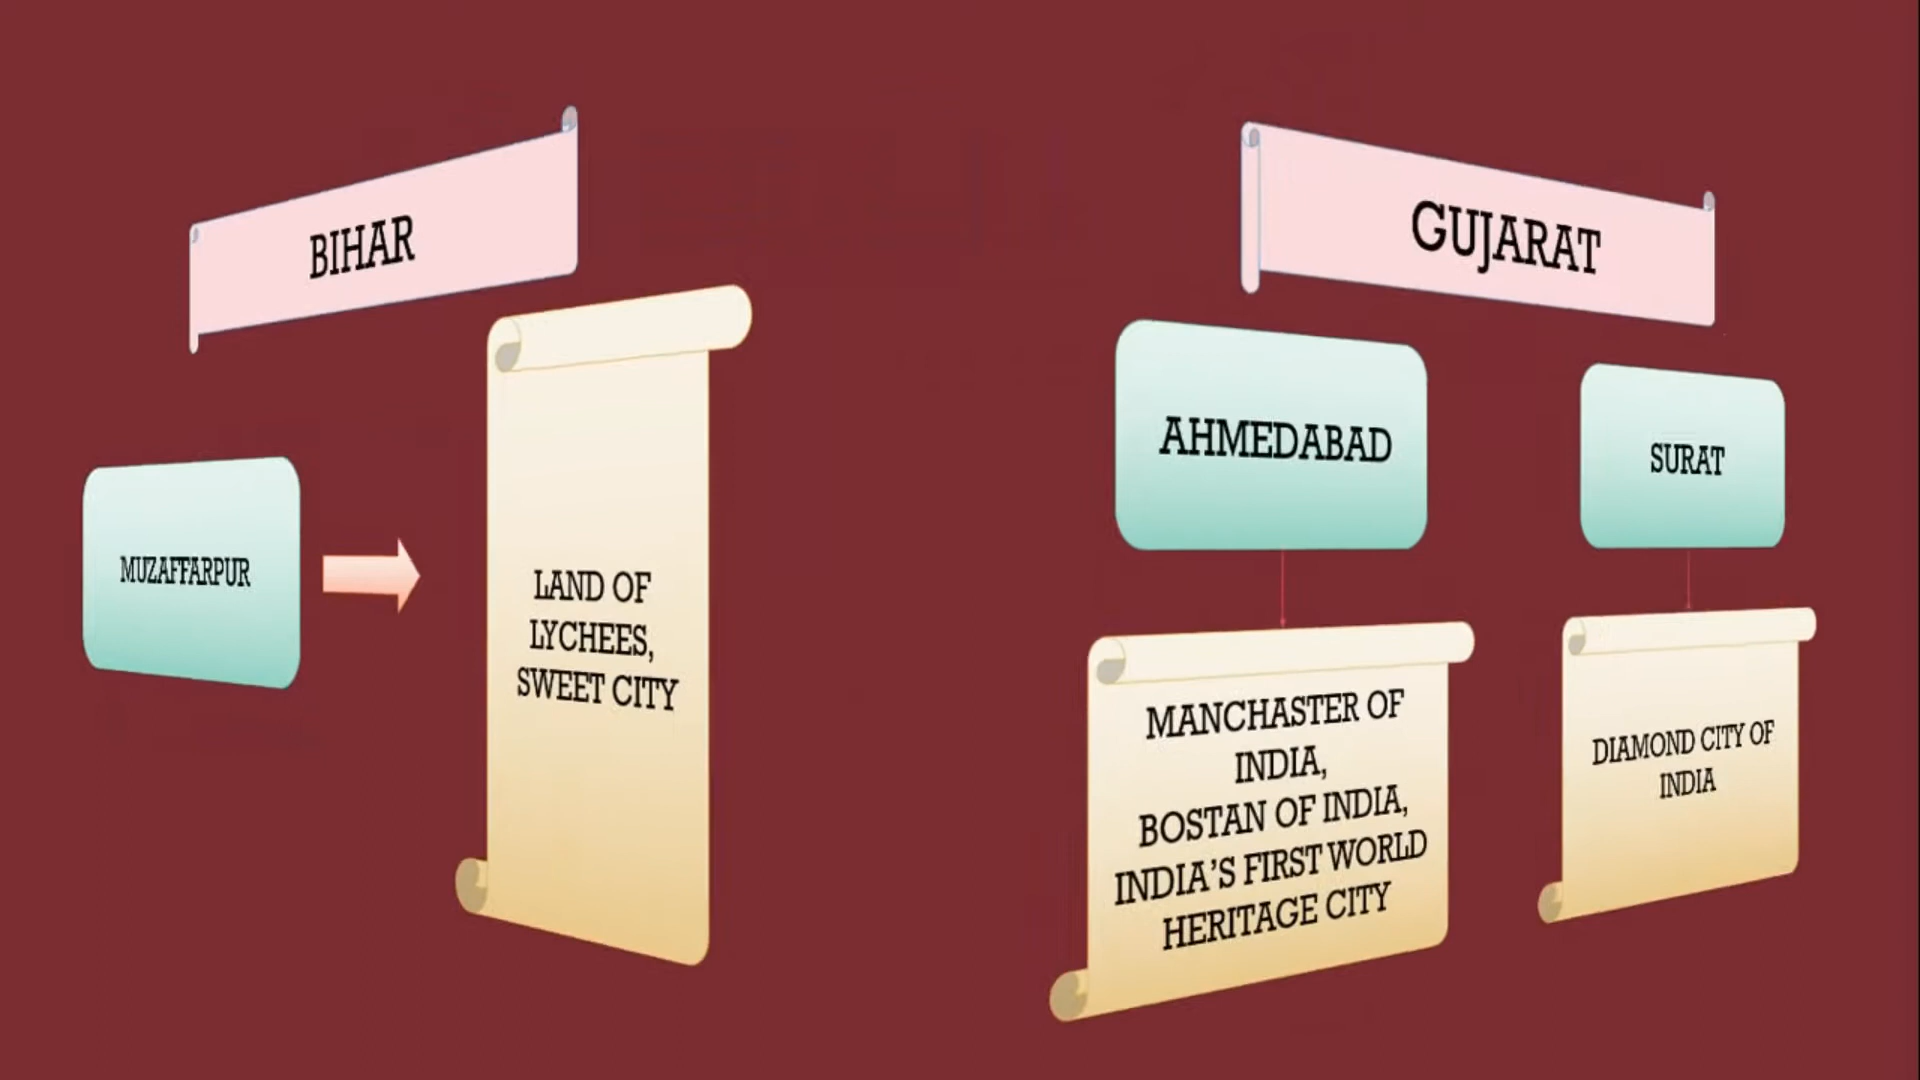 BIHAR
MUZAFFARPUR
LAND OF
LYCHEES,
SWEET CITY
GUJARAT
AHMEDABAD
MANCHASTER OF
INDIA,
BOSTAN OF INDIA,
INDIA'S FIRST WORLD
HERITAGE CITY
SURAT
DIAMOND CITY OF
INDIA